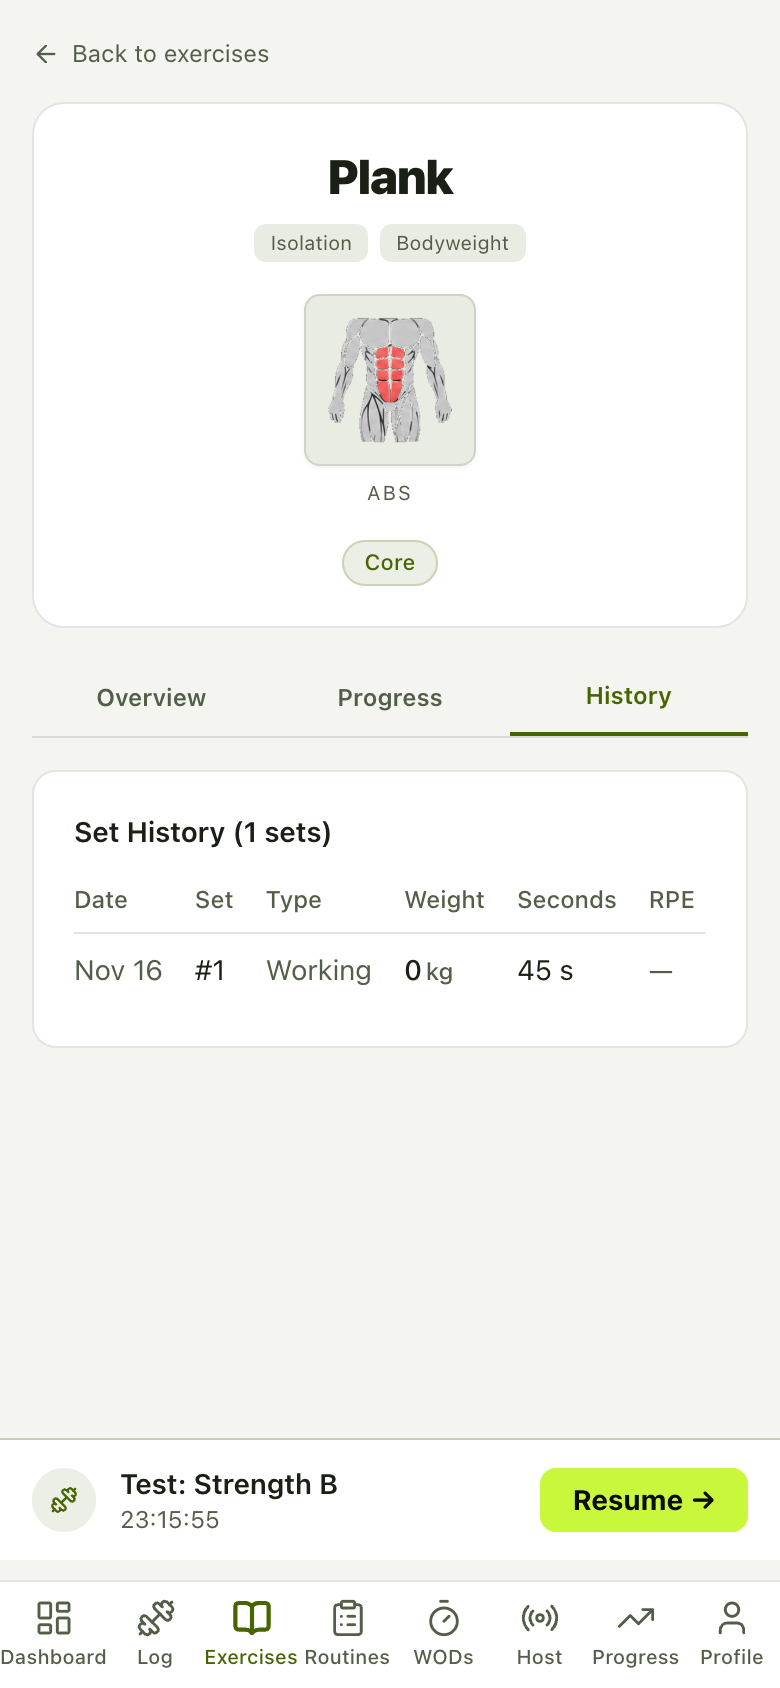 Back to exercises
Plank
Isolation Bodyweight
ABS
Core
Overview Progress History
Set History (1 sets)
Date Set Type Weight Seconds RPE
Nov 16 #1 Working 0 kg 45 s —
Test: Strength B
23:15:55
Resume →
Dashboard Log Exercises Routines WODs Host Progress Profile